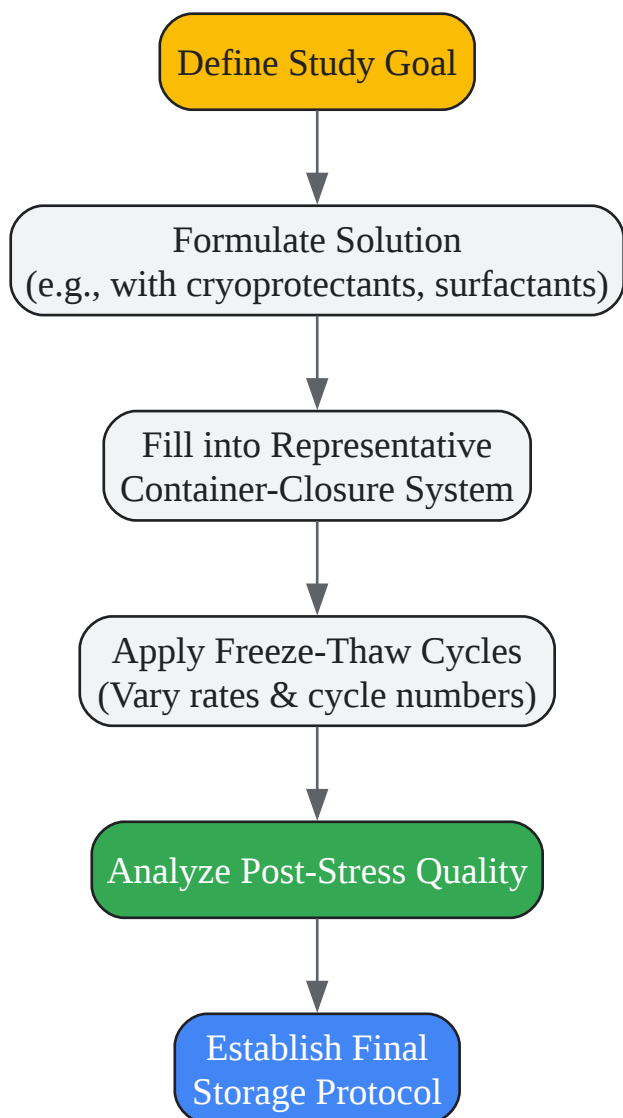 Define Study Goal
Formulate Solution
(e.g., with cryoprotectants, surfactants)
Fill into Representative
Container-Closure System
Apply Freeze-Thaw Cycles
(Vary rates & cycle numbers)
Analyze Post-Stress Quality
Establish Final
Storage Protocol